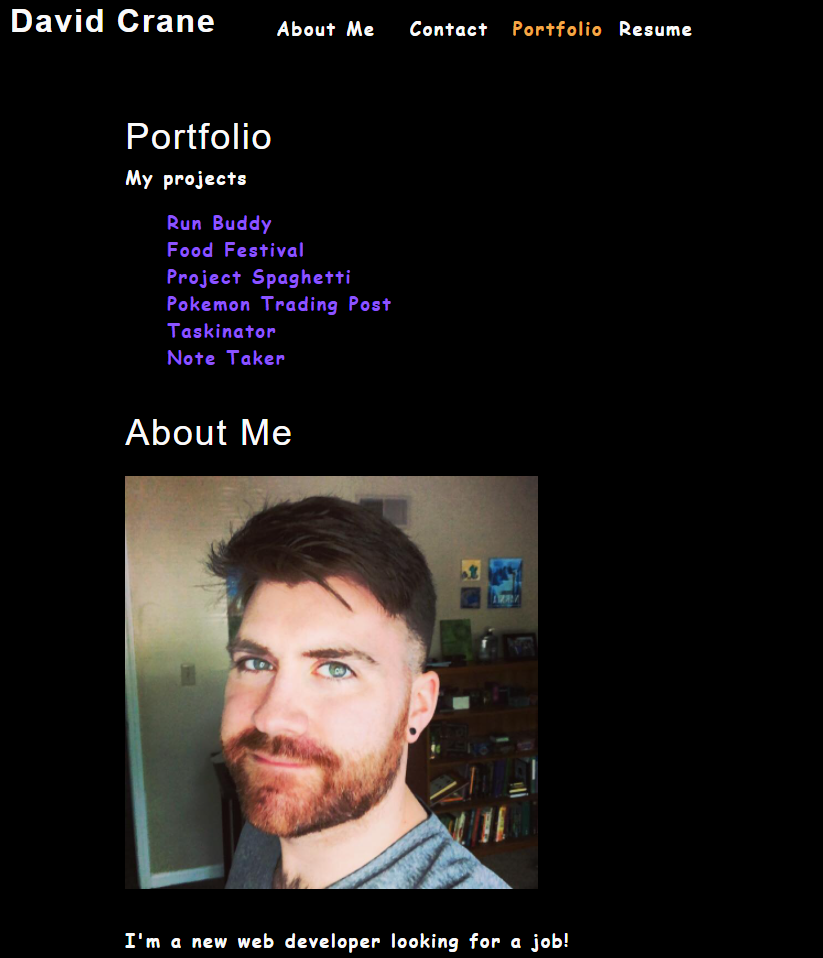 David Crane
About Me Contact Portfolio Resume
Portfolio
My projects
Run Buddy
Food Festival
Project Spaghetti
Pokemon Trading Post
Taskinator
Note Taker
About Me
I'm a new web developer looking for a job!